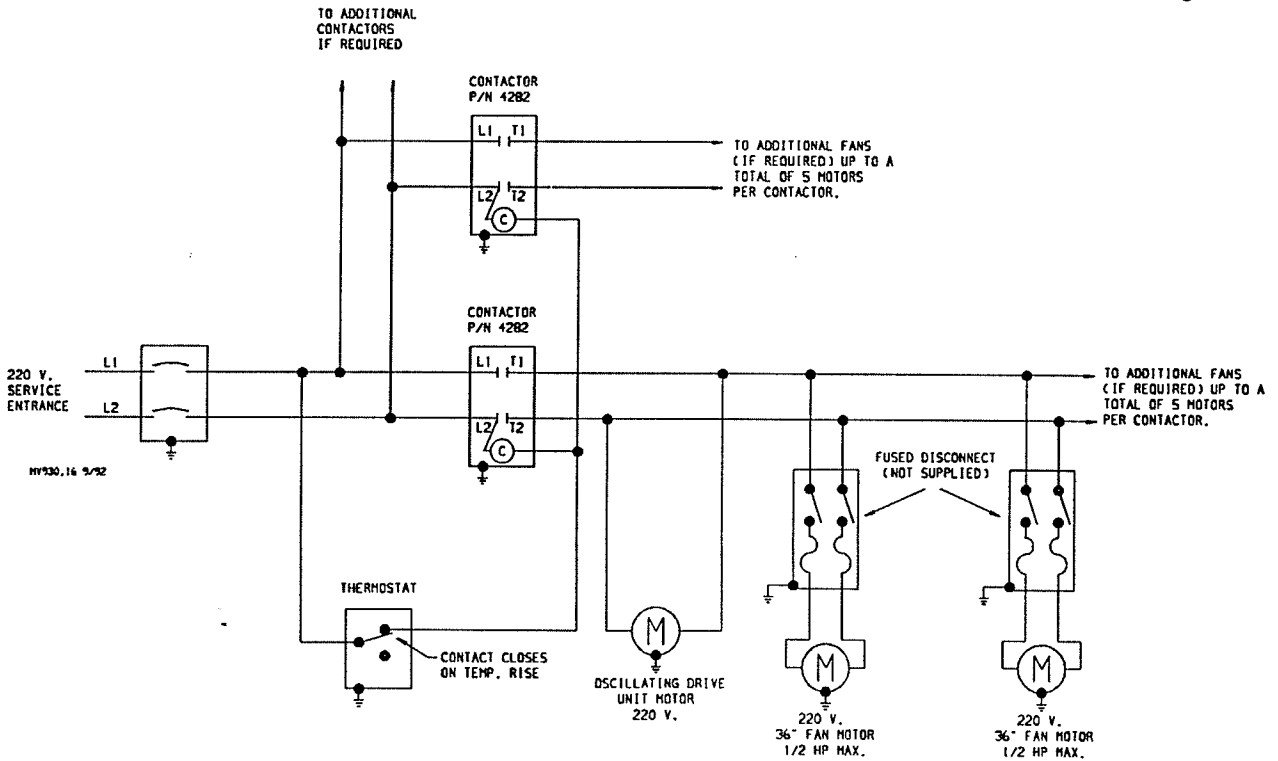 TO ADDITIONAL
CONTACTORS
IF REQUIRED
CONTACTOR
P/N 4282
L1 T1
L2 T2
C
TO ADDITIONAL FANS
(IF REQUIRED) UP TO A
TOTAL OF 5 MOTORS
PER CONTACTOR.
CONTACTOR
P/N 4282
L1 T1
L2 T2
C
220 V.
SERVICE
ENTRANCE
L1
L2
MY930.16 9/92
TO ADDITIONAL FANS
(IF REQUIRED) UP TO A
TOTAL OF 5 MOTORS
PER CONTACTOR.
FUSED DISCONNECT
(NOT SUPPLIED)
THERMOSTAT
CONTACT CLOSES
ON TEMP. RISE
M
OSCILLATING DRIVE
UNIT MOTOR
220 V.
M
220 V.
36" FAN MOTOR
1/2 HP MAX.
M
220 V.
36" FAN MOTOR
1/2 HP MAX.